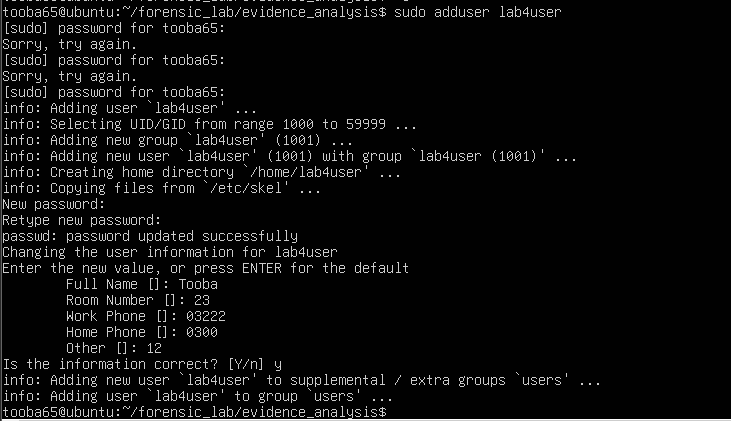 tooba65@ubuntu:~/forensic_lab/evidence_analysis$ sudo adduser lab4user
[sudo] password for tooba65:
Sorry, try again.
[sudo] password for tooba65:
Sorry, try again.
[sudo] password for tooba65:
info: Adding user `lab4user' ...
info: Selecting UID/GID from range 1000 to 59999 ...
info: Adding new group `lab4user' (1001) ...
info: Adding new user `lab4user' (1001) with group `lab4user (1001)' ...
info: Creating home directory `/home/lab4user' ...
info: Copying files from `/etc/skel' ...
New password:
Retype new password:
passwd: password updated successfully
Changing the user information for lab4user
Enter the new value, or press ENTER for the default
        Full Name []: Tooba
        Room Number []: 23
        Work Phone []: 03222
        Home Phone []: 0300
        Other []: 12
Is the information correct? [Y/n] y
info: Adding new user `lab4user' to supplemental / extra groups `users' ...
info: Adding user `lab4user' to group `users' ...
tooba65@ubuntu:~/forensic_lab/evidence_analysis$